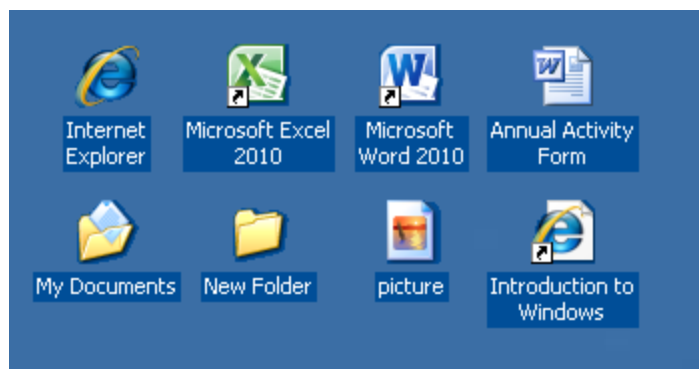 Internet
Explorer
Microsoft Excel
2010
Microsoft
Word 2010
Annual Activity
Form
My Documents
New Folder
picture
Introduction to
Windows